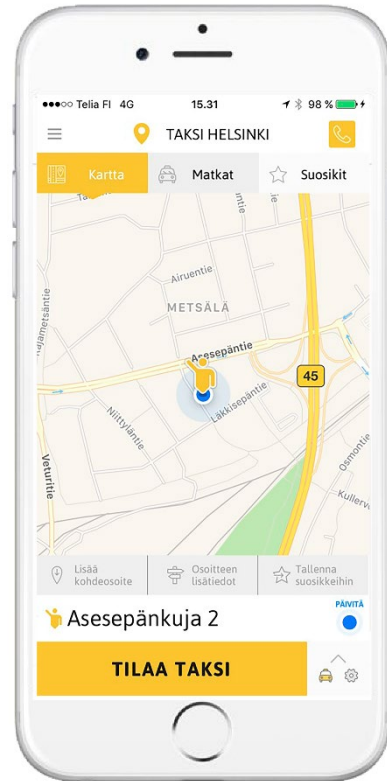 Telia FI 4G 15.31 98 %
TAKSI HELSINKI
Kartta Matkat Suosikit
Airuentie
METSÄLÄ
Rajametsäntie
Asesepäntie
45
Niittyläntie
Läkkisepäntie
Veturitie
Osmontie
Lisää kohdeosoite
Osoitteen lisätiedot
Tallenna suosikkeihin
PÄIVITÄ
Asesepänkuja 2
TILAA TAKSI